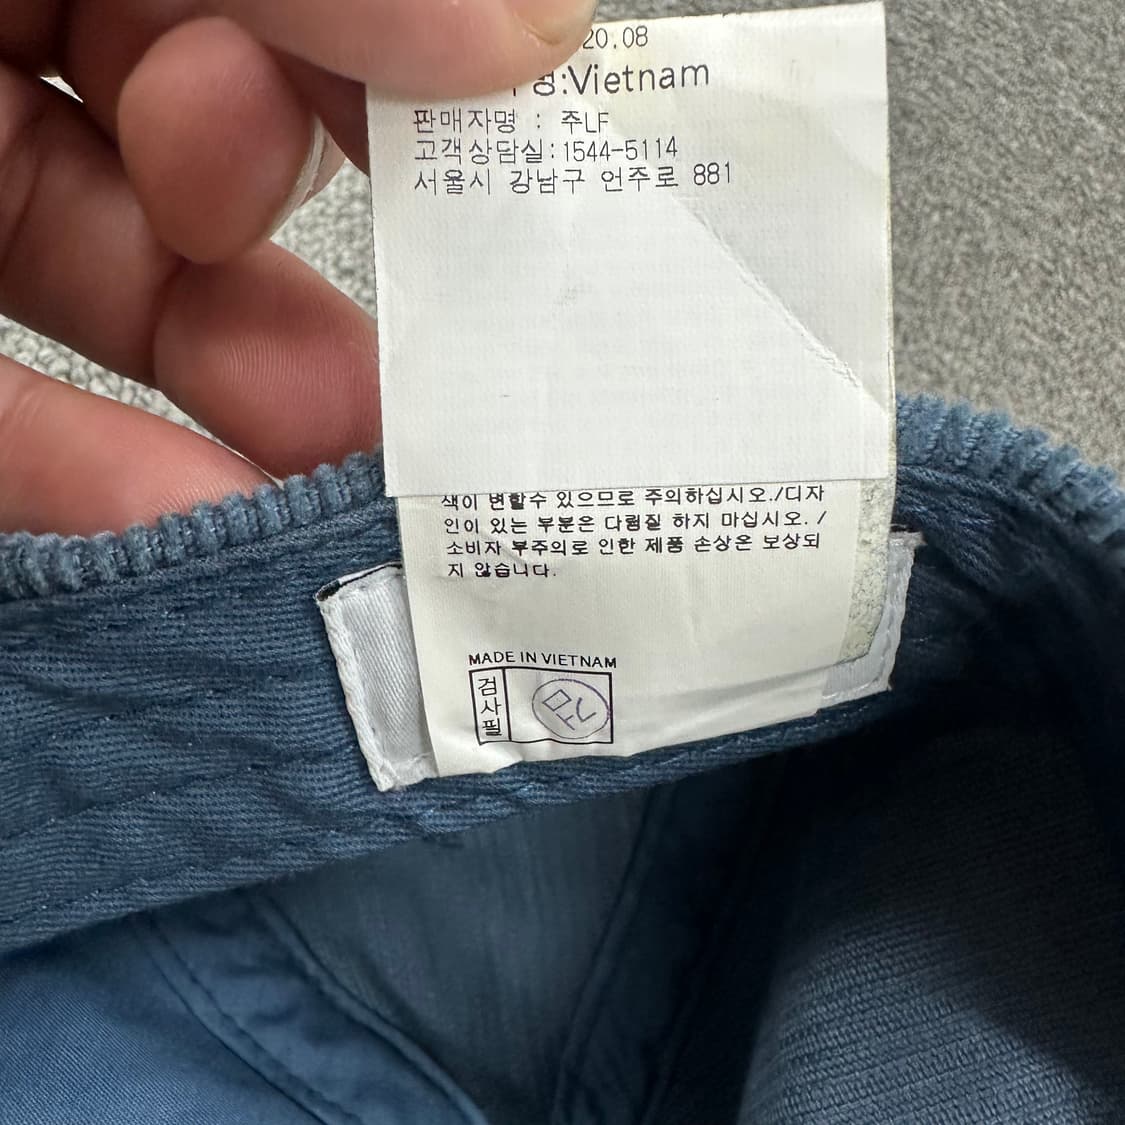 20.08
명:Vietnam
판매자명 : 주LF
고객상담실:1544-5114
서울시 강남구 언주로 881
색이 변할수 있으므로 주의하십시오./디자
인이 있는 부분은 다림질 하지 마십시오. /
소비자 부주의로 인한 제품 손상은 보상되
지 않습니다.
MADE IN VIETNAM
검사필